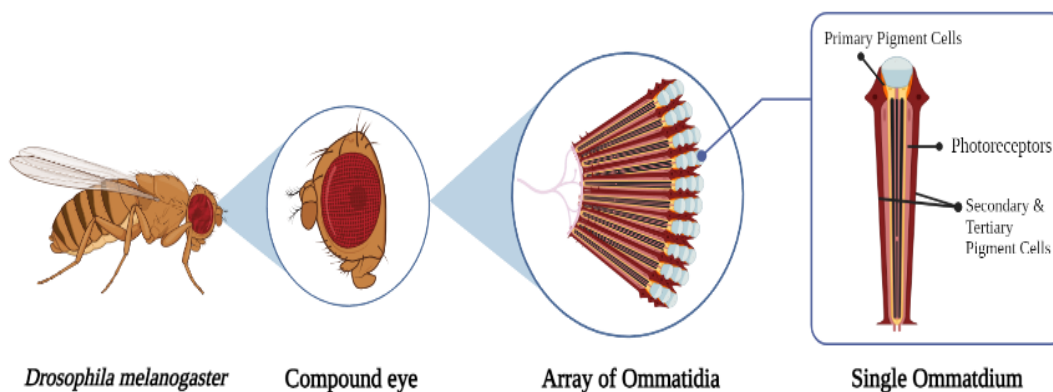 Primary Pigment Cells
Photoreceptors
Secondary &
Tertiary
Pigment Cells
Drosophila melanogaster
Compound eye
Array of Ommatidia
Single Ommatdium